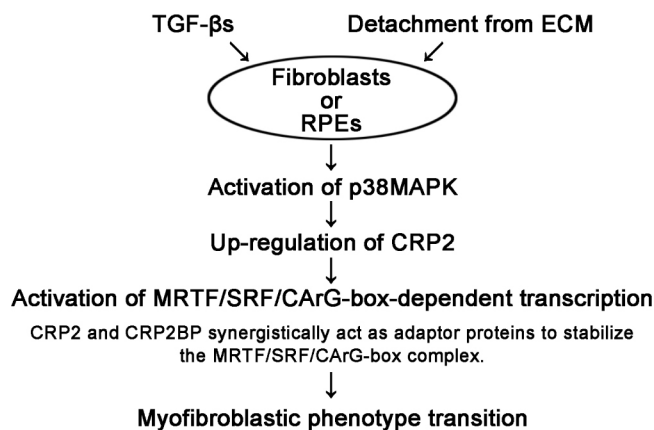 TGF-βs
Detachment from ECM
Fibroblasts
or
RPEs
Activation of p38MAPK
Up-regulation of CRP2
Activation of MRTF/SRF/CArG-box-dependent transcription
CRP2 and CRP2BP synergistically act as adaptor proteins to stabilize
the MRTF/SRF/CArG-box complex.
Myofibroblastic phenotype transition